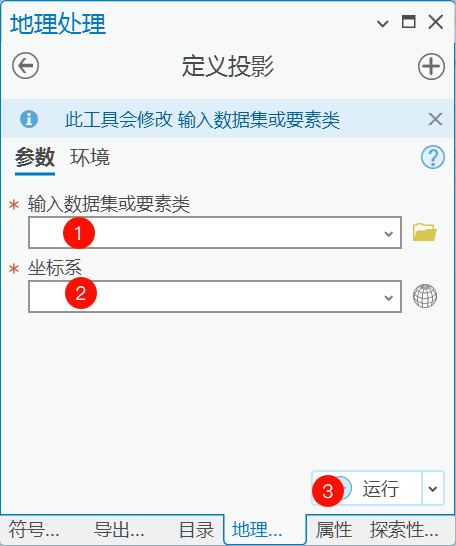 地理处理
定义投影
此工具会修改 输入数据集或要素类
参数 环境
* 输入数据集或要素类
1
* 坐标系
2
3 运行
符号... 导出... 目录 地理... 属性 探索性...